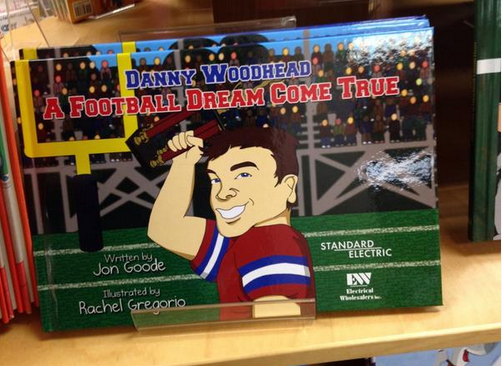 DANNY WOODHEAD
A FOOTBALL DREAM COME TRUE
Written by
Jon Goode
Illustrated by
Rachel Gregorio
STANDARD
ELECTRIC
EW
Electrical
Wholesalers Inc.